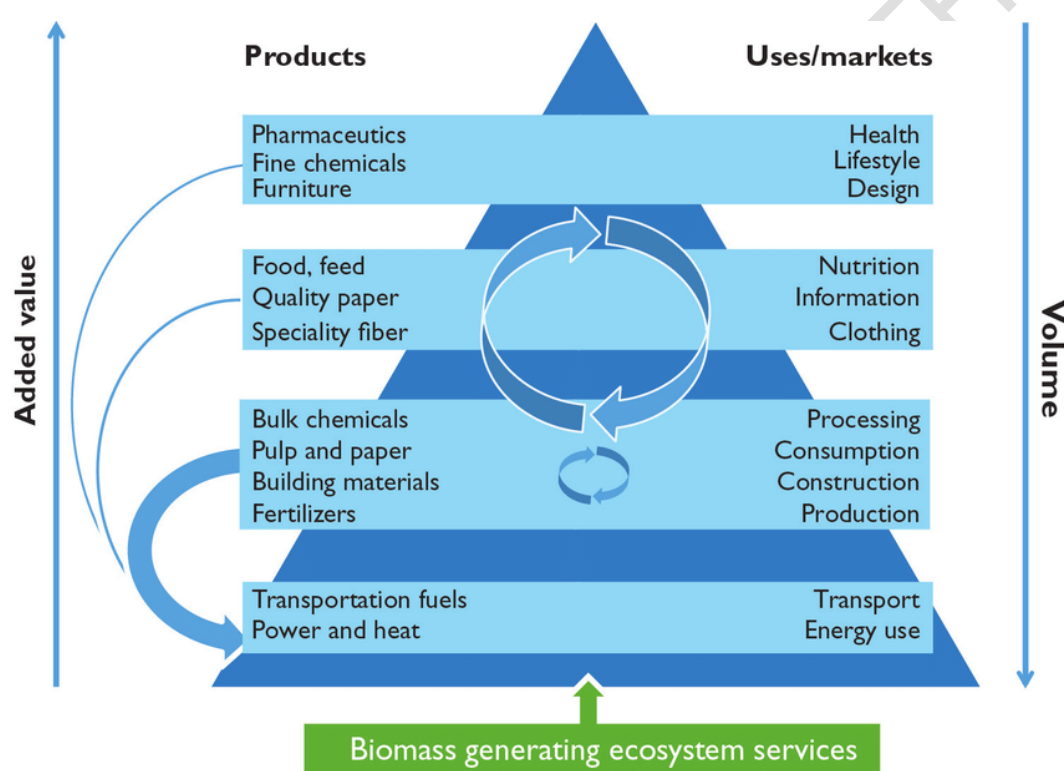 Products
Uses/markets
Pharmaceutics
Fine chemicals
Furniture
Health
Lifestyle
Design
Food, feed
Quality paper
Speciality fiber
Nutrition
Information
Clothing
Bulk chemicals
Pulp and paper
Building materials
Fertilizers
Processing
Consumption
Construction
Production
Transportation fuels
Power and heat
Transport
Energy use
Added value
Volume
Biomass generating ecosystem services